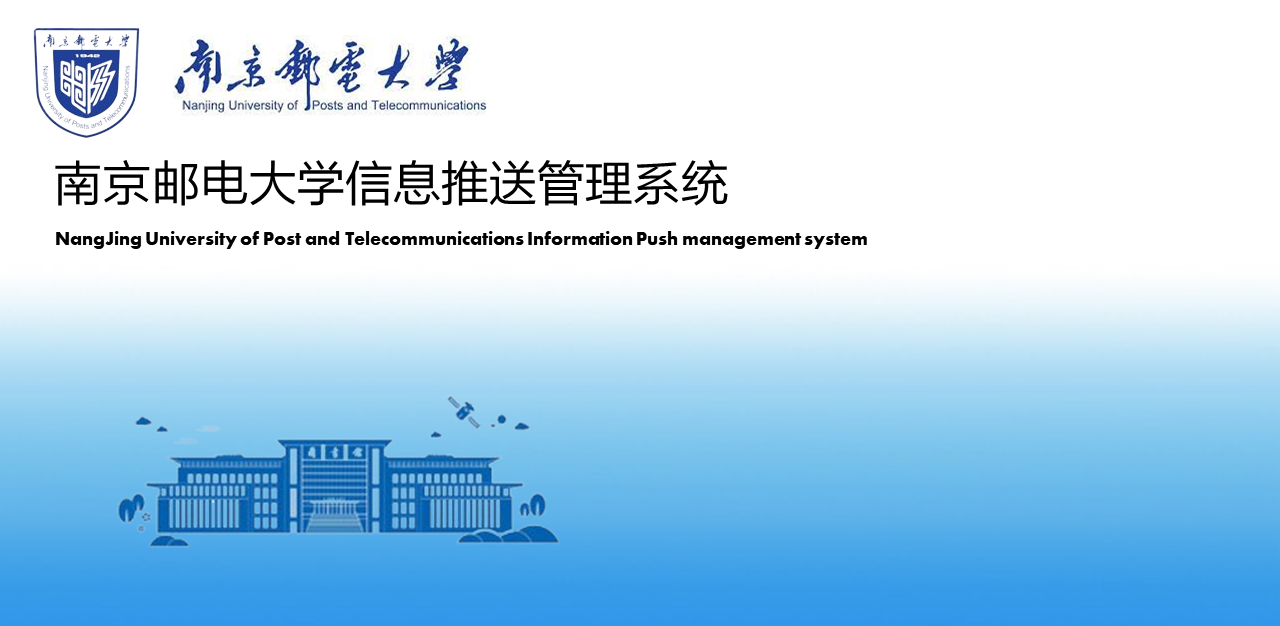 南京郵電大學
1942
Nanjing University of Posts and Telecommunications
南京郵電大學
Nanjing University of Posts and Telecommunications
南京邮电大学信息推送管理系统
NangJing University of Post and Telecommunications Information Push management system